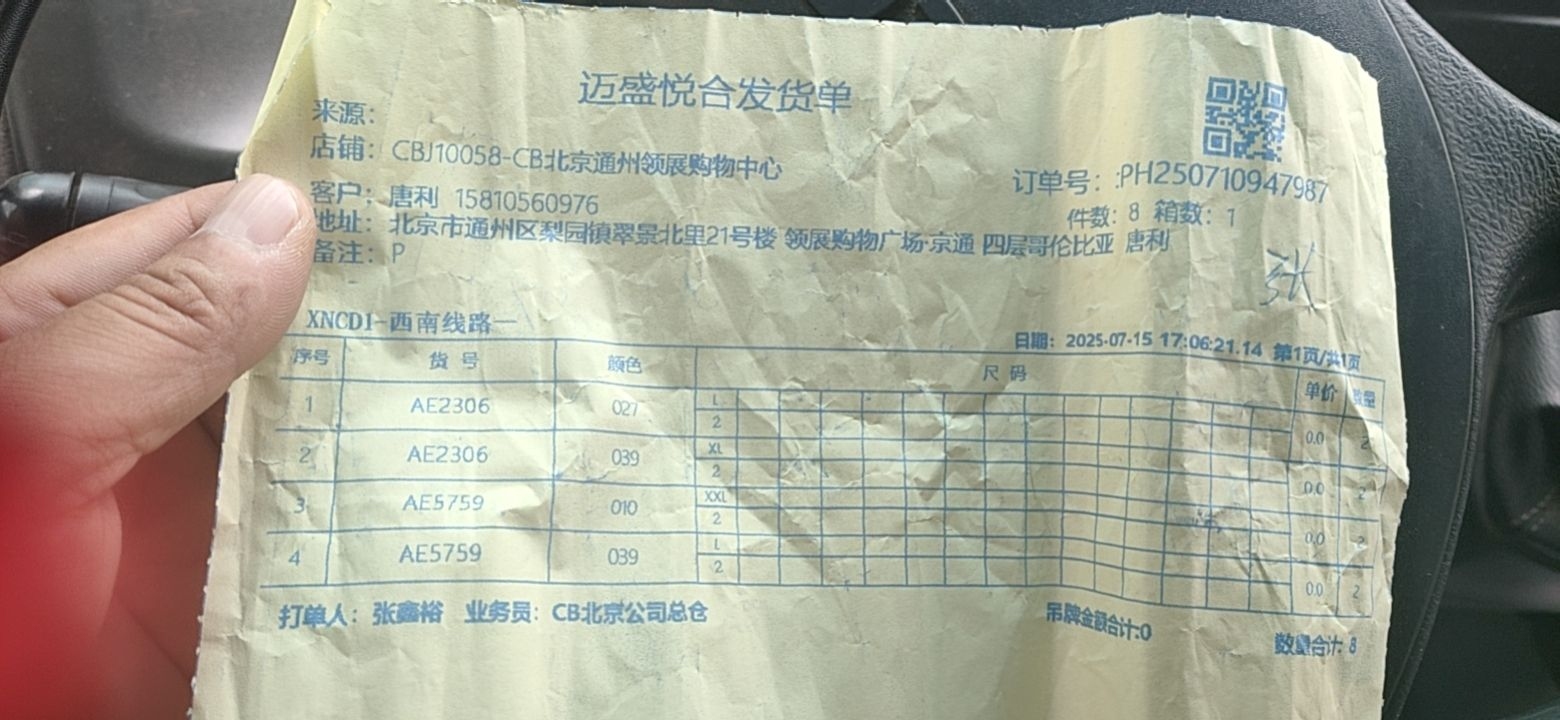 迈盛悦合发货单
来源:
店铺: CBJ10058-CB北京通州领展购物中心
订单号: :PH250710947987
客户: 唐利 15810560976
件数: 8 箱数: 1
地址: 北京市通州区梨园镇翠景北里21号楼 领展购物广场·京通 四层哥伦比亚 唐利
备注: P
张
XNCD1-西南线路一
日期: 2025-07-15 17:06:21.14 第1页/共1页
序号 货号 颜色 尺码 单价 数量
1 AE2306 027 L 2 0.0 2
2 AE2306 039 XL 2 0.0 2
3 AE5759 010 XXL 2 0.0 2
4 AE5759 039 L 2 0.0 2
打单人: 张鑫裕 业务员: CB北京公司总仓 吊牌金额合计:0 数量合计: 8